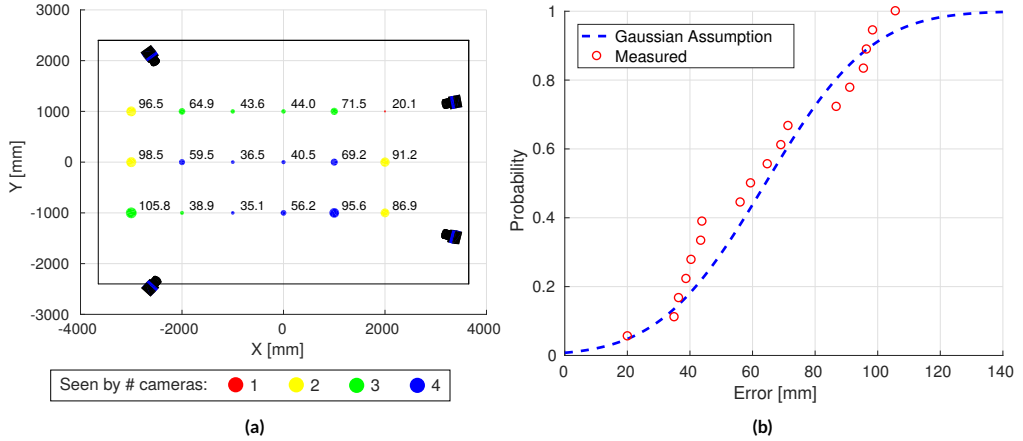 3000
2000
1000
0
-1000
-2000
-3000
Y [mm]
96.5 64.9 43.6 44.0 71.5 20.1
98.5 59.5 36.5 40.5 69.2 91.2
105.8 38.9 35.1 56.2 95.6 86.9
-4000 -2000 0 2000 4000
X [mm]
Seen by # cameras: 1 2 3 4
(a)
1
0.8
0.6
0.4
0.2
0
Probability
Gaussian Assumption
Measured
0 20 40 60 80 100 120 140
Error [mm]
(b)